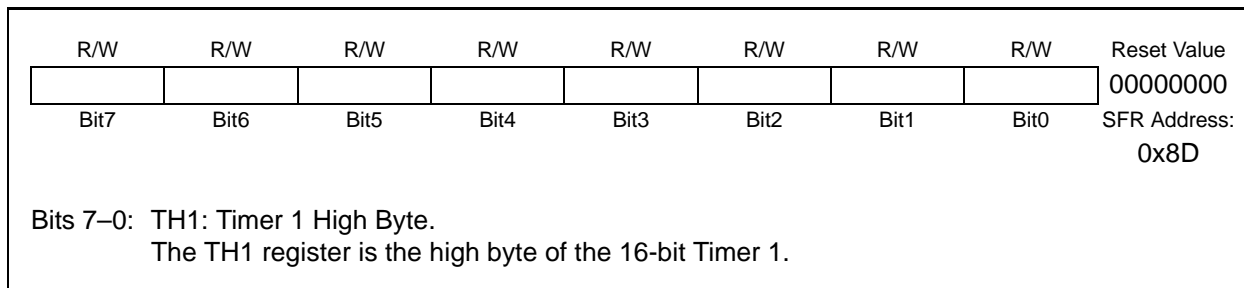 R/W R/W R/W R/W R/W R/W R/W R/W Reset Value
00000000
Bit7 Bit6 Bit5 Bit4 Bit3 Bit2 Bit1 Bit0 SFR Address:
0x8D
Bits 7–0: TH1: Timer 1 High Byte.
The TH1 register is the high byte of the 16-bit Timer 1.